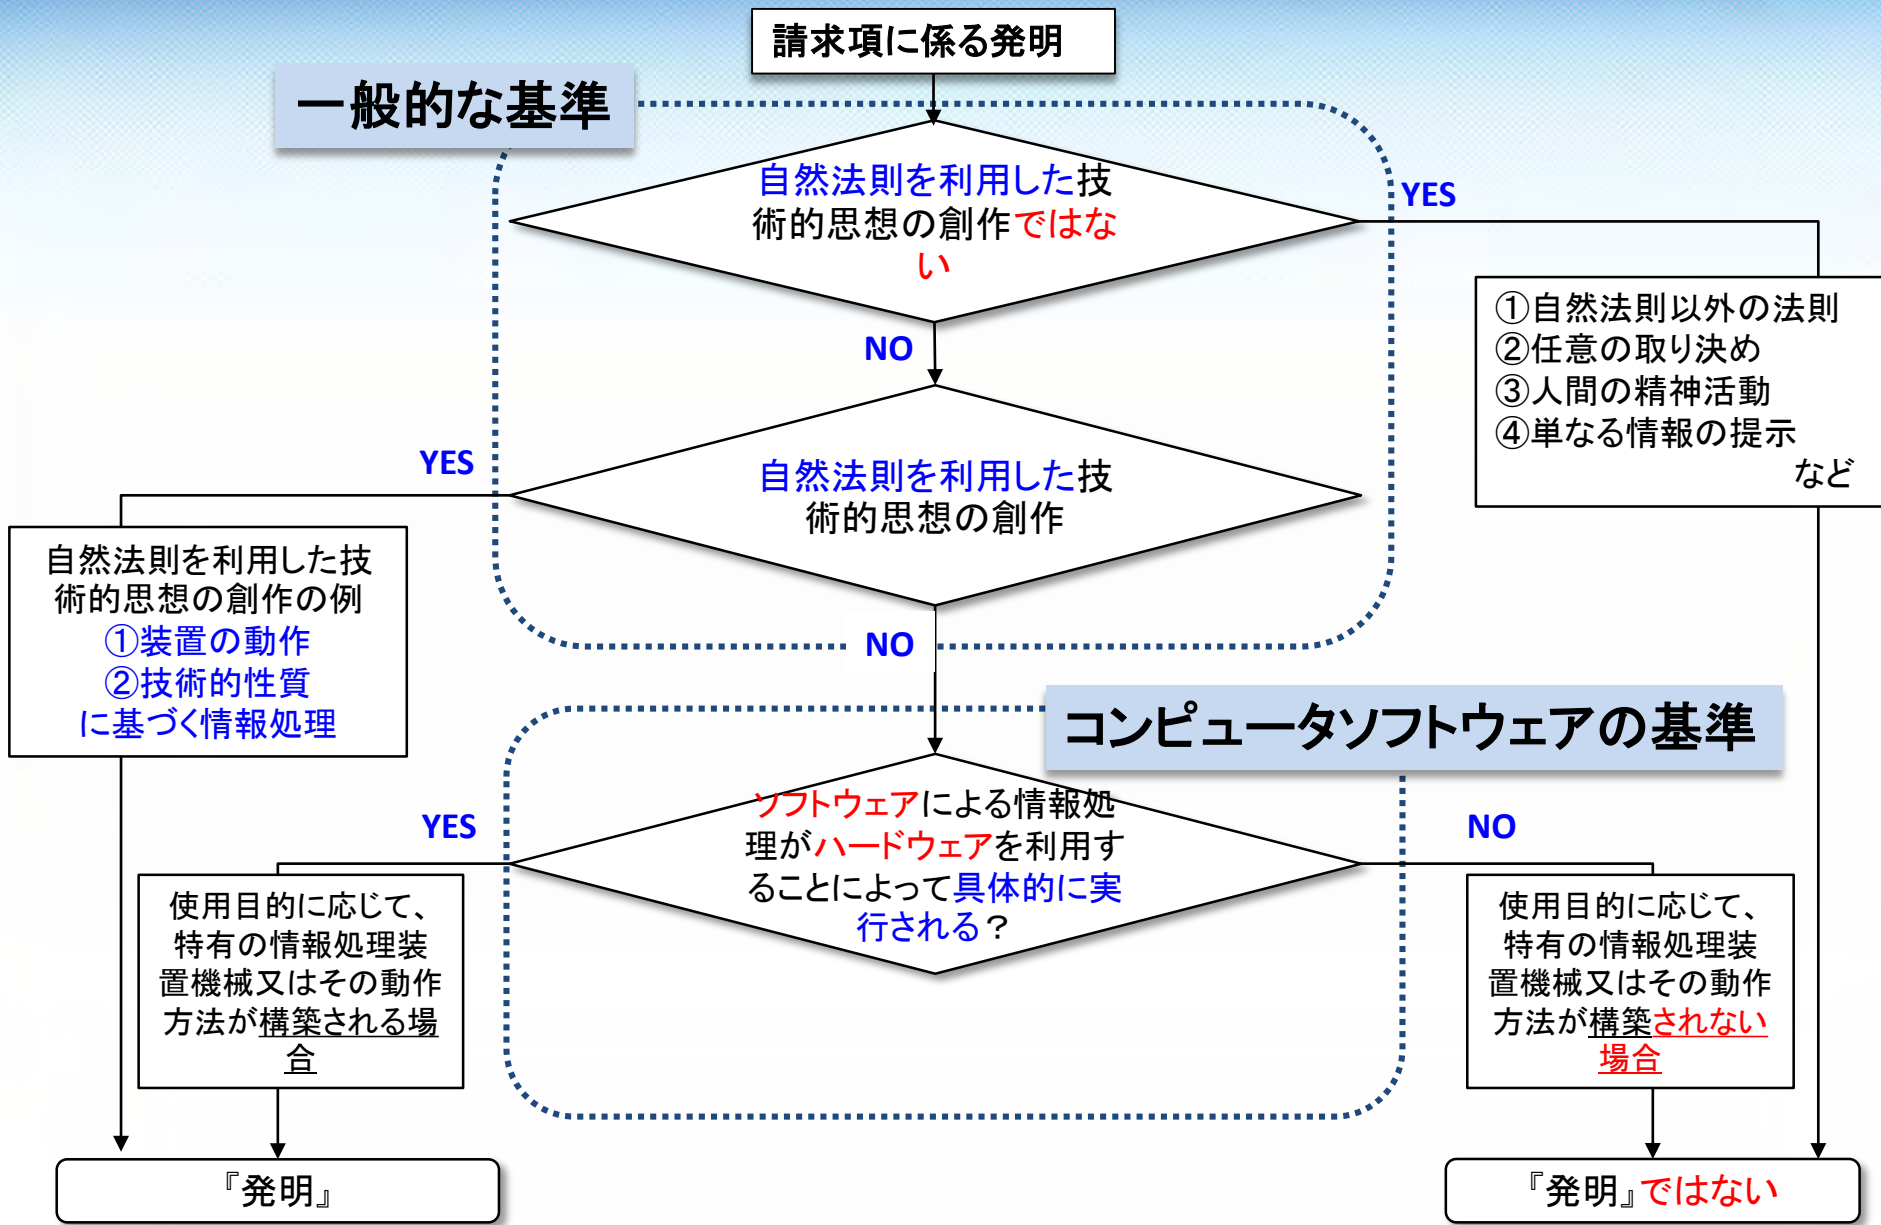 請求項に係る発明
一般的な基準
自然法則を利用した技
術的思想の創作ではな
い
YES
①自然法則以外の法則
②任意の取り決め
③人間の精神活動
④単なる情報の提示
など
NO
YES
自然法則を利用した技
術的思想の創作
自然法則を利用した技
術的思想の創作の例
①装置の動作
②技術的性質
に基づく情報処理
NO
コンピュータソフトウェアの基準
ソフトウェアによる情報処
理がハードウェアを利用す
ることによって具体的に実
行される？
YES
NO
使用目的に応じて、
特有の情報処理装
置機械又はその動作
方法が構築される場
合
使用目的に応じて、
特有の情報処理装
置機械又はその動作
方法が構築されない
場合
『発明』
『発明』ではない